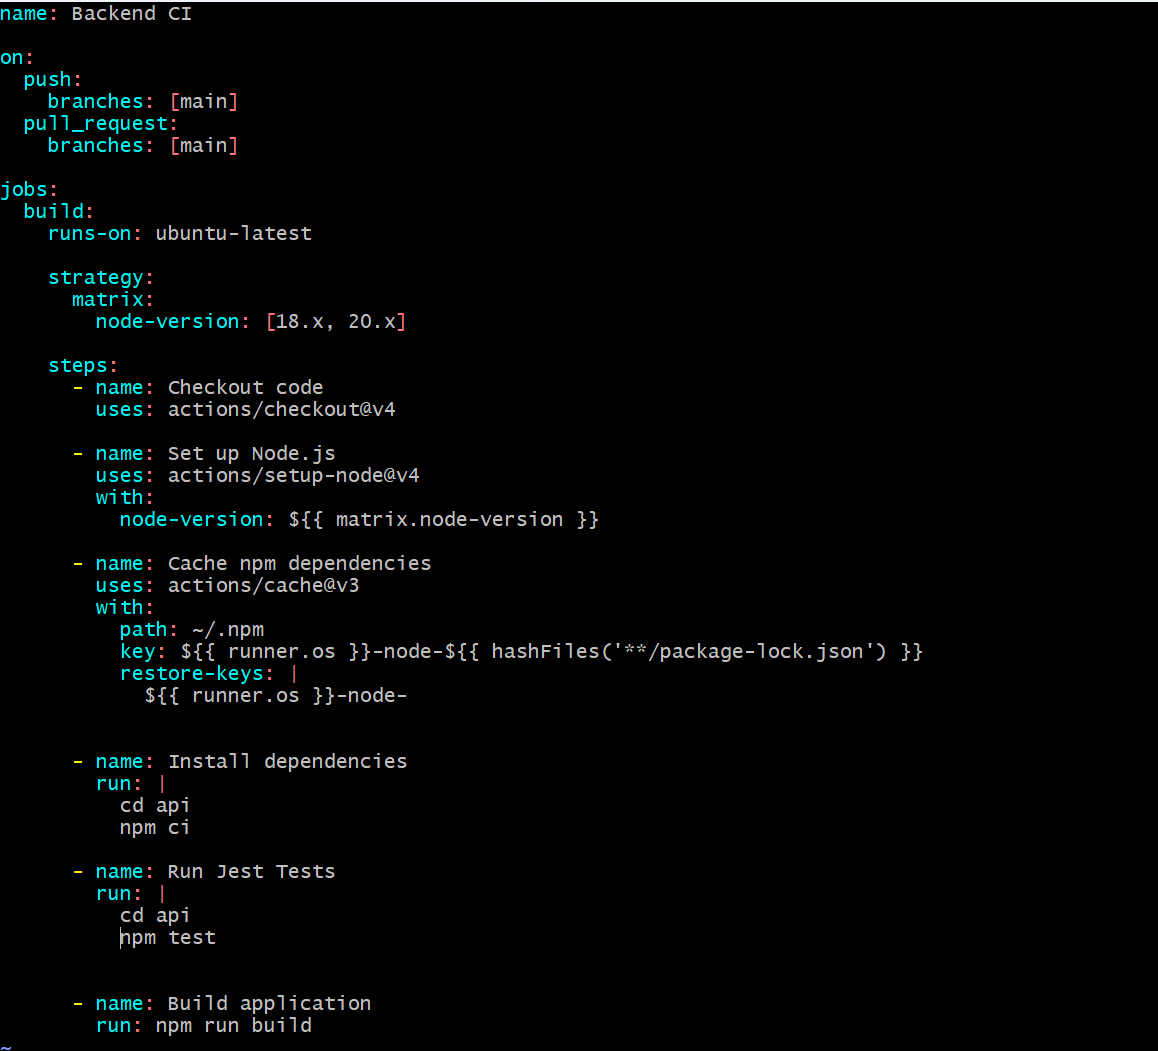 name: Backend CI

on:
  push:
    branches: [main]
  pull_request:
    branches: [main]

jobs:
  build:
    runs-on: ubuntu-latest

    strategy:
      matrix:
        node-version: [18.x, 20.x]

    steps:
      - name: Checkout code
        uses: actions/checkout@v4

      - name: Set up Node.js
        uses: actions/setup-node@v4
        with:
          node-version: ${{ matrix.node-version }}

      - name: Cache npm dependencies
        uses: actions/cache@v3
        with:
          path: ~/.npm
          key: ${{ runner.os }}-node-${{ hashFiles('**/package-lock.json') }}
          restore-keys: |
            ${{ runner.os }}-node-


      - name: Install dependencies
        run: |
          cd api
          npm ci

      - name: Run Jest Tests
        run: |
          cd api
          npm test


      - name: Build application
        run: npm run build
~